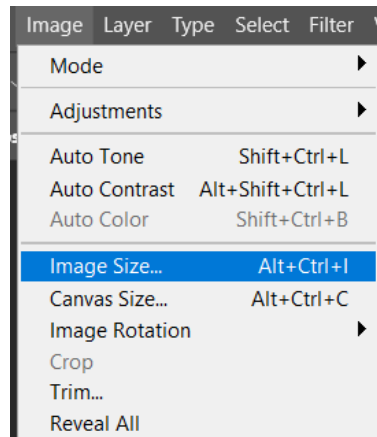 Image Layer Type Select Filter
Mode
Adjustments
Auto Tone Shift+Ctrl+L
Auto Contrast Alt+Shift+Ctrl+L
Auto Color Shift+Ctrl+B
Image Size... Alt+Ctrl+I
Canvas Size... Alt+Ctrl+C
Image Rotation
Crop
Trim...
Reveal All